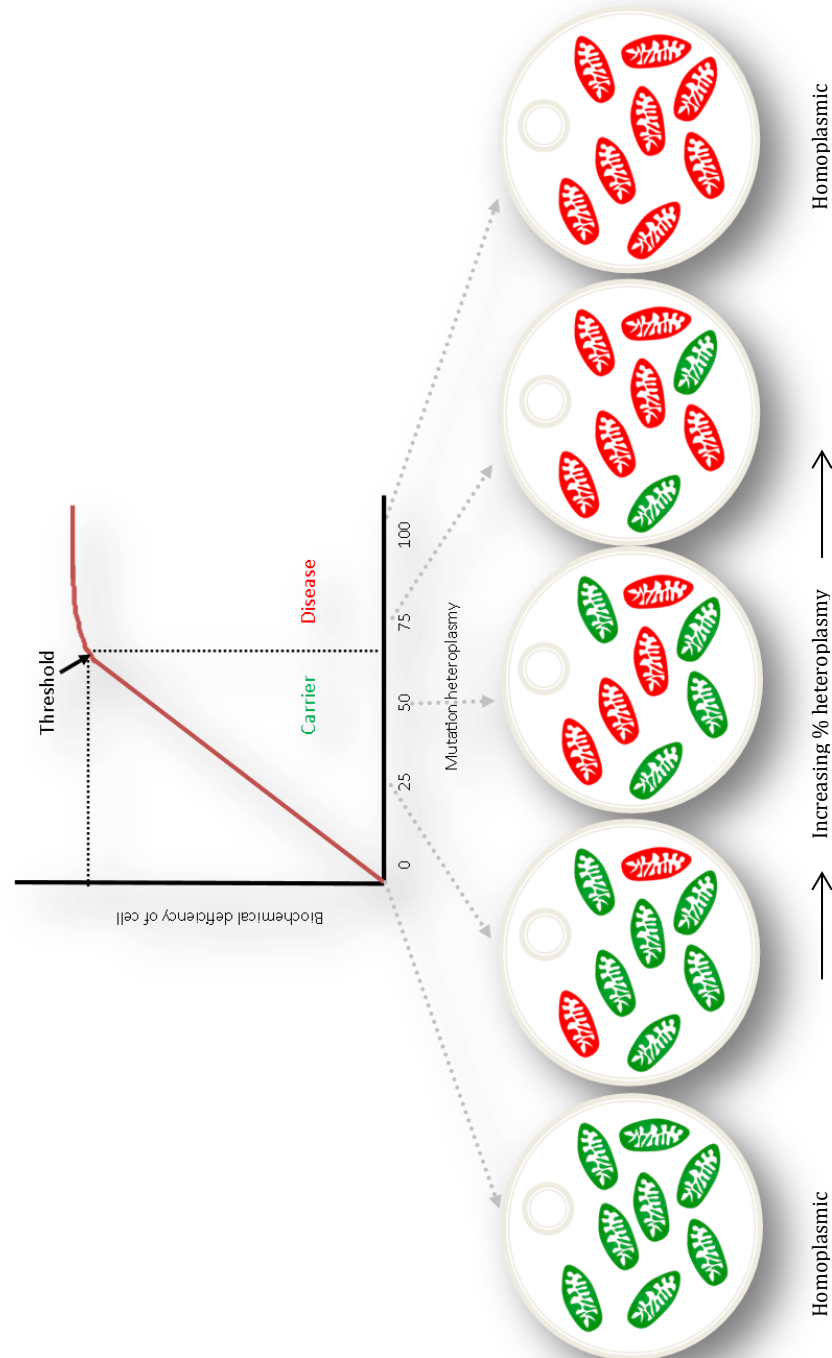 Threshold
Carrier
Disease
Biochemical deficiency of cell
0
25
50
75
100
Mutation heteroplasmy
Homoplasmic
Increasing % heteroplasmy
Homoplasmic